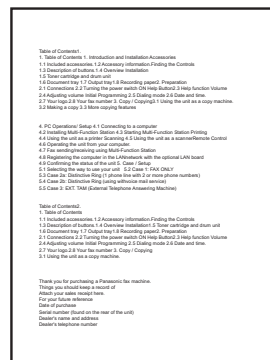 Table of Contents1.
1. Table of Contents 1. Introduction and Installation Accessories
1.1 Included accessories.1.2 Accessory information.Finding the Controls
1.3 Description of buttons.1.4 Overview Installation
1.5 Toner cartridge and drum unit
1.6 Document tray 1.7 Output tray1.8 Recording paper2. Preparation
2.1 Connections 2.2 Turning the power switch ON Help Button2.3 Help function Volume
2.4 Adjusting volume Initial Programming 2.5 Dialing mode 2.6 Date and time.
2.7 Your logo2.8 Your fax number 3. Copy / Copying3.1 Using the unit as a copy machine.
3.2 Making a copy 3.3 More copying features
4. PC Operations/ Setup 4.1 Connecting to a computer
4.2 Installing Multi-Function Station 4.3 Starting Multi-Function Station Printing
4.4 Using the unit as a printer Scanning 4.5 Using the unit as a scannerRemote Control
4.6 Operating the unit from your computer.
4.7 Fax sending/receiving using Multi-Function Station
4.8 Registering the computer in the LANnetwork with the optional LAN board
4.9 Confirming the status of the unit 5. Case / Setup
5.1 Selecting the way to use your unit 5.2 Case 1: FAX ONLY
5.3 Case 2a: Distinctive Ring (1 phone line with 2 or more phone numbers)
5.4 Case 2b: Distinctive Ring (using withvoice mail service)
5.5 Case 3: EXT. TAM (External Telephone Answering Machine)
Table of Contents2.
1. Table of Contents
1.1 Included accessories.1.2 Accessory information.Finding the Controls
1.3 Description of buttons.1.4 Overview Installation1.5 Toner cartridge and drum unit
1.6 Document tray 1.7 Output tray1.8 Recording paper2. Preparation
2.1 Connections 2.2 Turning the power switch ON Help Button2.3 Help function Volume
2.4 Adjusting volume Initial Programming 2.5 Dialing mode 2.6 Date and time.
2.7 Your logo2.8 Your fax number 3. Copy / Copying
3.1 Using the unit as a copy machine.
Thank you for purchasing a Panasonic fax machine.
Things you should keep a record of
Attach your sales receipt here.
For your future reference
Date of purchase
Serial number (found on the rear of the unit)
Dealer's name and address
Dealer's telephone number